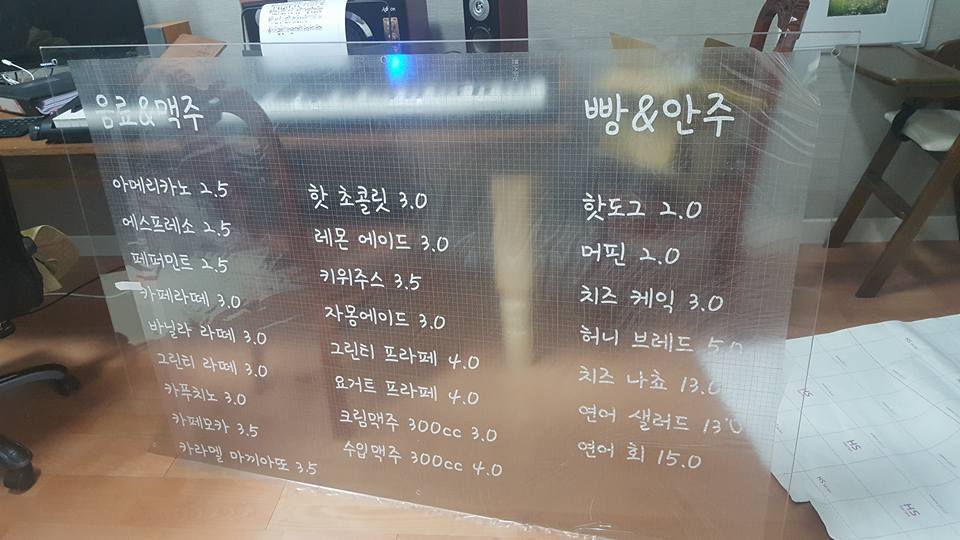 음료&맥주
아메리카노 2.5
에스프레소 2.5
페퍼민트 2.5
카페라떼 3.0
바닐라 라떼 3.0
그린티 라떼 3.0
카푸치노 3.0
카페모카 3.5
카라멜 마끼아또 3.5
핫 초콜릿 3.0
레몬 에이드 3.0
키위주스 3.5
자몽에이드 3.0
그린티 프라페 4.0
요거트 프라페 4.0
크림맥주 300cc 3.0
수입맥주 300cc 4.0
빵&안주
핫도그 2.0
머핀 2.0
치즈 케익 3.0
허니 브레드 5.0
치즈 나쵸 13.0
연어 샐러드 13.0
연어 회 15.0
HS
HS
HS